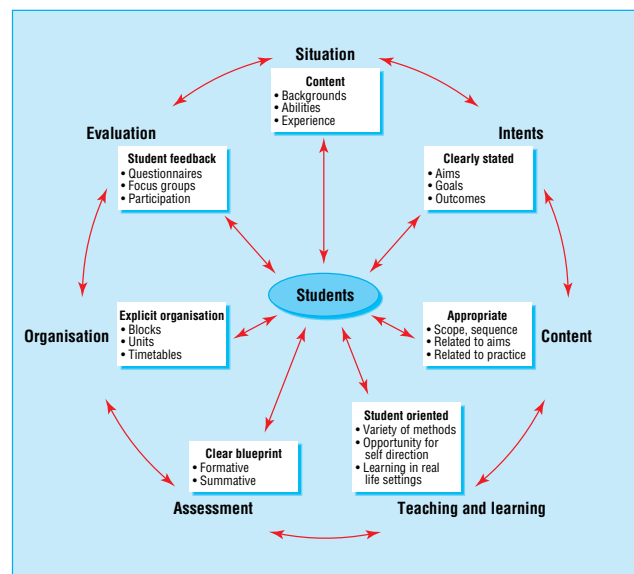 Situation
Content
• Backgrounds
• Abilities
• Experience
Evaluation
Student feedback
• Questionnaires
• Focus groups
• Participation
Intents
Clearly stated
• Aims
• Goals
• Outcomes
Students
Organisation
Explicit organisation
• Blocks
• Units
• Timetables
Appropriate
• Scope, sequence
• Related to aims
• Related to practice
Content
Clear blueprint
• Formative
• Summative
Assessment
Student oriented
• Variety of methods
• Opportunity for
self direction
• Learning in real
life settings
Teaching and learning